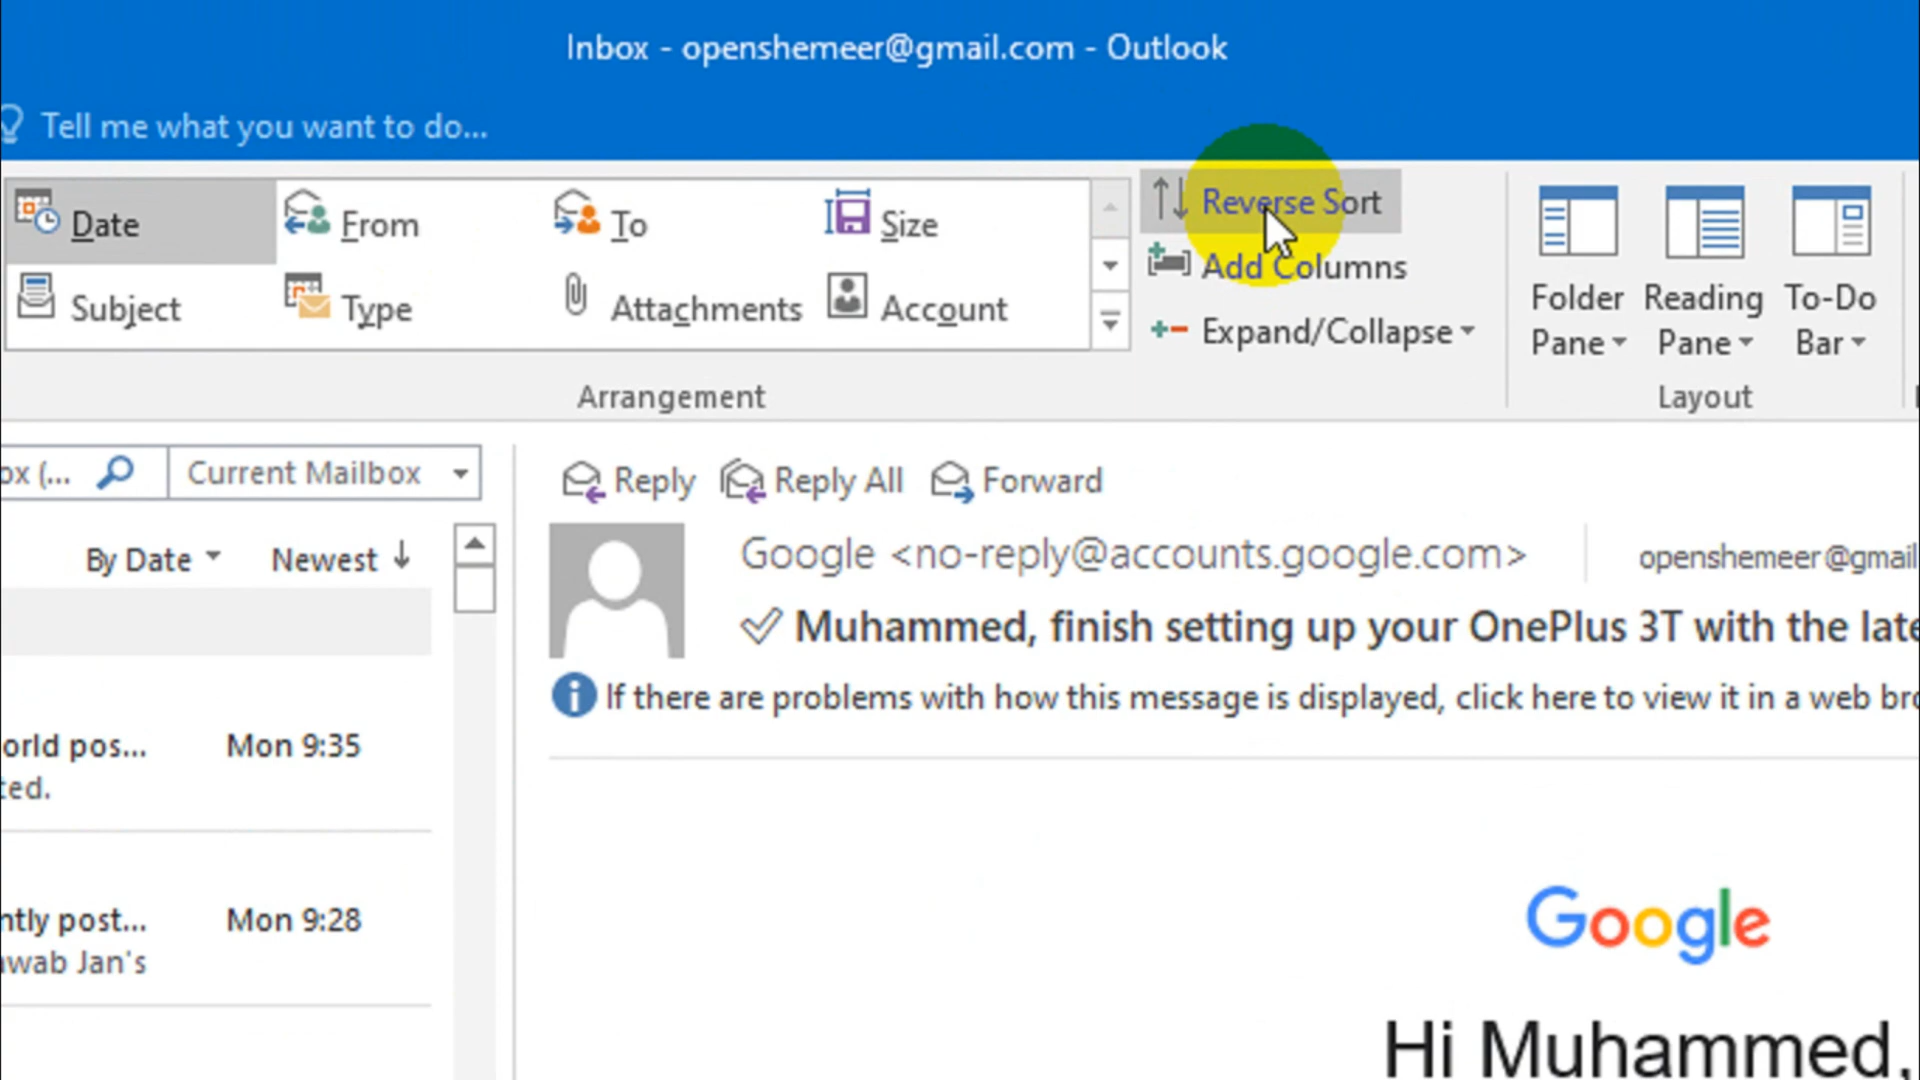 Inbox - openshemeer@gmail.com - Outlook
Tell me what you want to do...
Date From To Size Reverse Sort
Subject Type Attachments Account Add Columns
Expand/Collapse
Folder Pane Reading Pane To-Do Bar
Arrangement Layout
ox (... Current Mailbox
Reply Reply All Forward
By Date Newest
Google <no-reply@accounts.google.com> openshemeer@gmail
Muhammed, finish setting up your OnePlus 3T with the late
If there are problems with how this message is displayed, click here to view it in a web bro
orld pos... Mon 9:35
ted.
ntly post... Mon 9:28
awab Jan's
Google
Hi Muhammed,